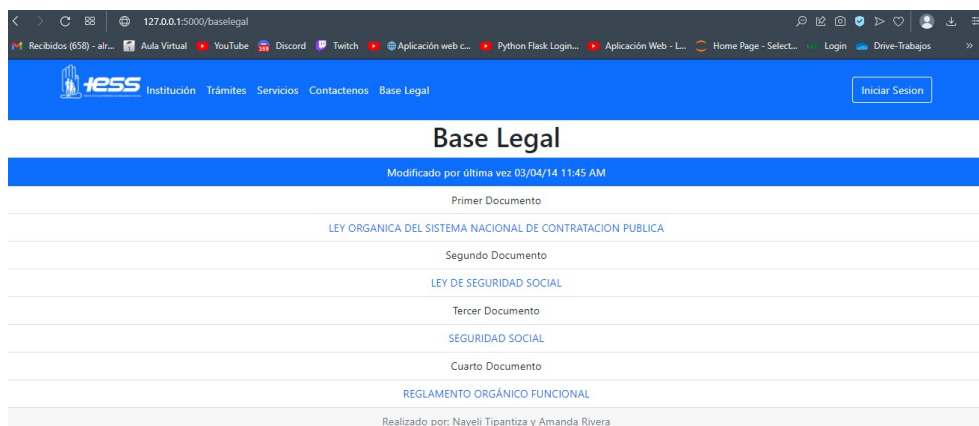 127.0.0.1:5000/baselegal
Recibidos (658) - alr... Aula Virtual YouTube Discord Twitch Aplicación web c... Python Flask Login... Aplicación Web - L... Home Page - Select... Login Drive-Trabajos »
iess Institución Trámites Servicios Contactenos Base Legal Iniciar Sesion
Base Legal
Modificado por última vez 03/04/14 11:45 AM
Primer Documento
LEY ORGANICA DEL SISTEMA NACIONAL DE CONTRATACION PUBLICA
Segundo Documento
LEY DE SEGURIDAD SOCIAL
Tercer Documento
SEGURIDAD SOCIAL
Cuarto Documento
REGLAMENTO ORGÁNICO FUNCIONAL
Realizado por: Nayeli Tipantiza y Amanda Rivera